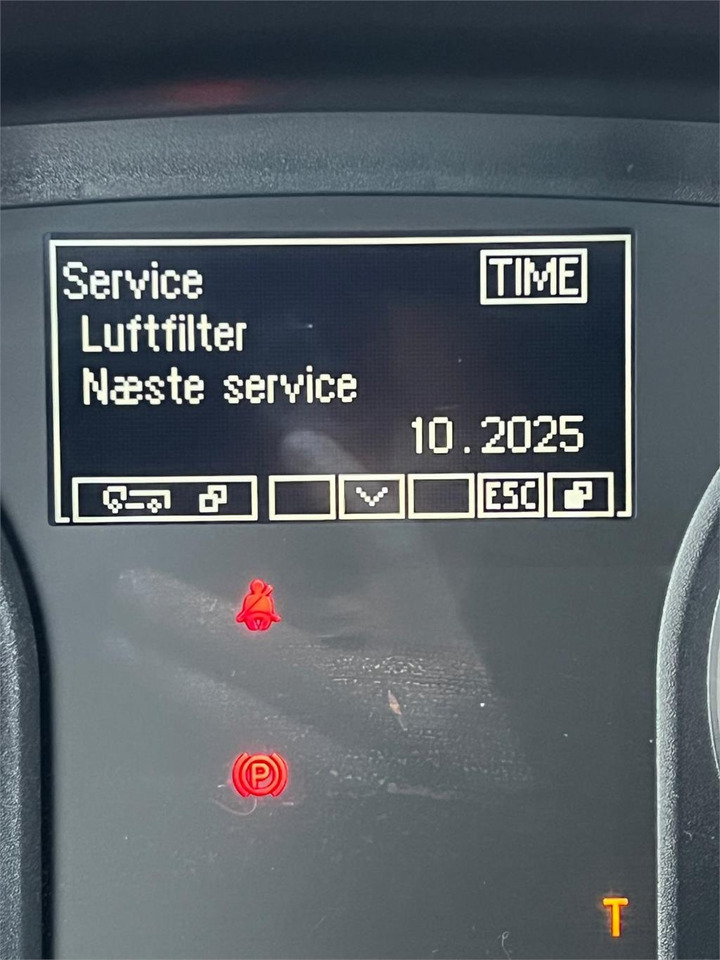 Service TIME
Luftfilter
Næste service
10.2025
ESC
P
T